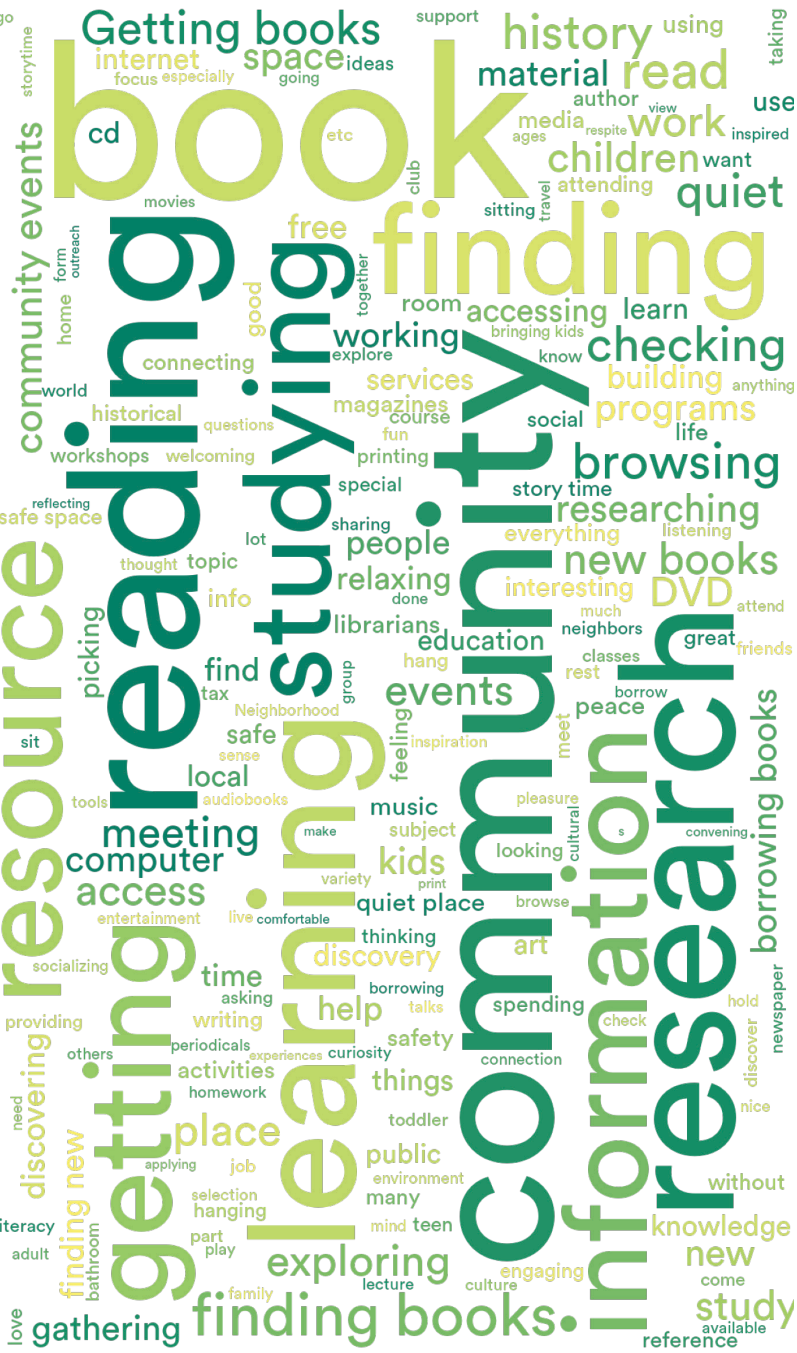 go
Getting books
support
history
using
taking
storytime
internet
space
ideas
focus
especially
going
material
read
book
cd
etc
author
view
use
media
ages
respite
work
inspired
children
want
club
attending
quiet
travel
sitting
movies
community events
form
outreach
free
finding
home
good
together
room
accessing
learn
reading
studying
working
bringing kids
explore
know
checking
connecting
world
services
building
anything
historical
questions
magazines
course
programs
social
fun
life
workshops
welcoming
printing
browsing
special
story time
reflecting
safe space
sharing
researching
lot
everything
listening
people
thought
topic
new books
relaxing
interesting
DVD
info
done
much
attend
picking
librarians
neighbors
education
great
friends
resource
find
hang
classes
rest
tax
group
events
borrow
Neighborhood
peace
safe
feeling
sit
sense
inspiration
meet
community
local
tools
audiobooks
music
pleasure
borrowing books
meeting
make
subject
cultural
s
convening
computer
kids
looking
access
variety
print
quiet place
browse
entertainment
live
comfortable
thinking
art
information
research
discovery
socializing
time
borrowing
asking
talks
spending
hold
newspaper
help
providing
writing
check
safety
others
periodicals
experiences
curiosity
connection
discover
activities
things
homework
need
discovering
getting
learning
toddler
nice
place
public
applying
job
environment
without
finding new
selection
many
hanging
iteracy
part
mind
teen
knowledge
adult
bathroom
play
exploring
new
engaging
lecture
culture
come
family
study
love
gathering
finding books
available
reference